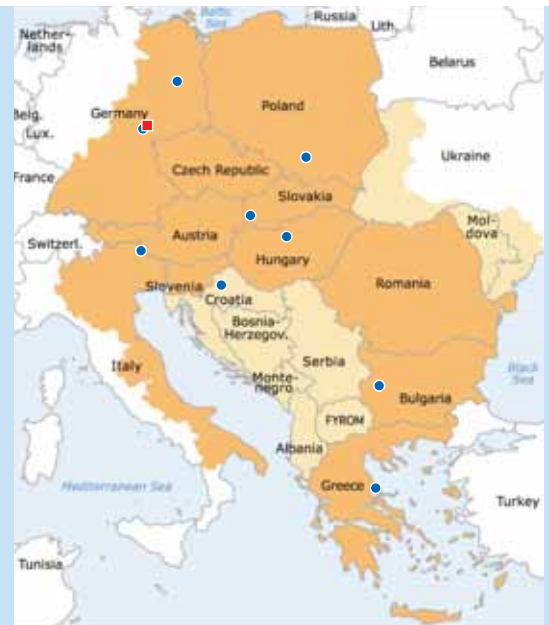 Baltic
Sea
Russia
Lith.
Nether-
lands
Belarus
Poland
Germany
Belg.
Lux.
Ukraine
Czech Republic
France
Slovakia
Mol-
dova
Austria
Switzerl.
Hungary
Romania
Slovenia
Croatia
Bosnia-
Herzegov.
Serbia
Italy
Black
Sea
Monte-
negro
Bulgaria
FYROM
Albania
Greece
Mediterranean Sea
Turkey
Tunisia